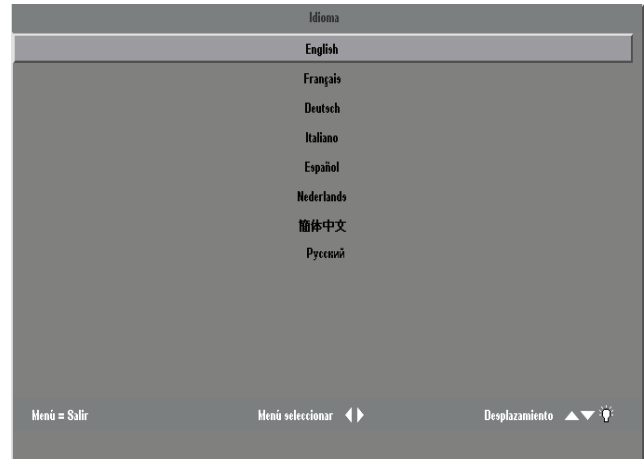 Idioma
English
Français
Deutsch
Italiano
Español
Nederlands
簡体中文
Русский
Menú = Salir Menú seleccionar Desplazamiento